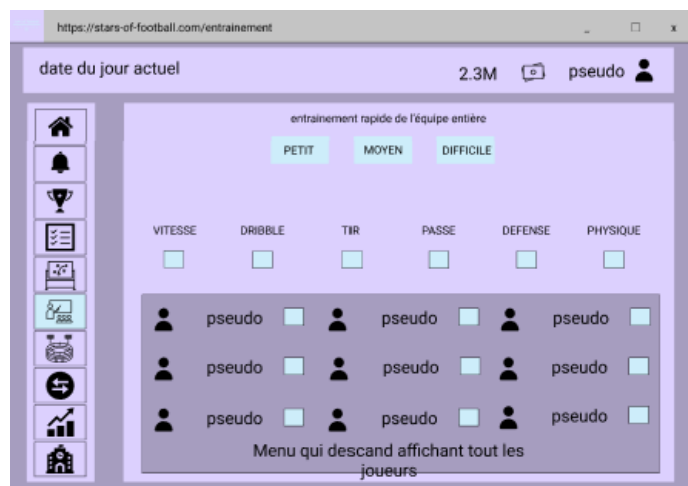 https://stars-of-football.com/entrainement
date du jour actuel
2.3M pseudo
entrainement rapide de l'équipe entière
PETIT MOYEN DIFFICILE
VITESSE DRIBBLE TIR PASSE DEFENSE PHYSIQUE
pseudo pseudo pseudo
pseudo pseudo pseudo
pseudo pseudo pseudo
Menu qui descand affichant tout les
joueurs